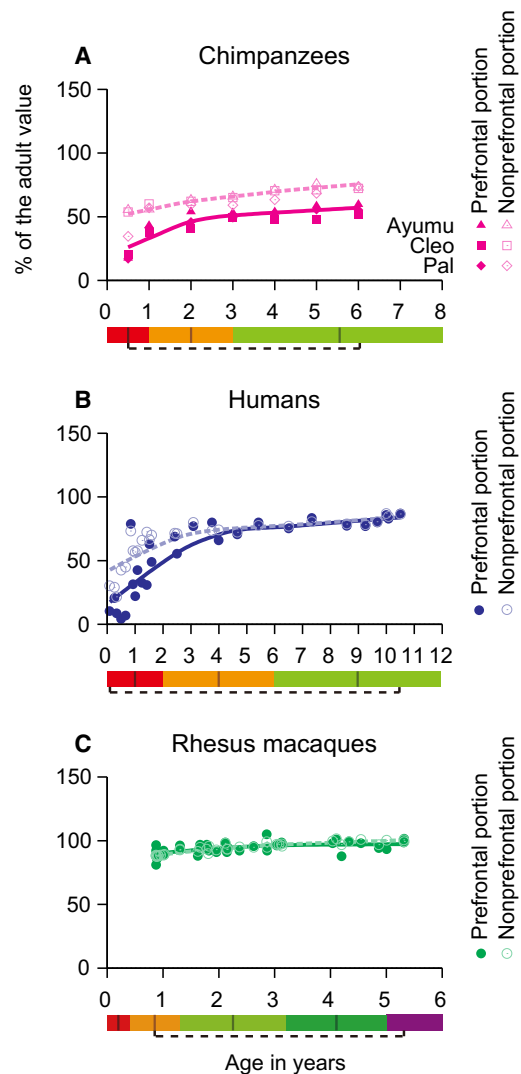 A
Chimpanzees
% of the adult value
150
100
50
0
0 1 2 3 4 5 6 7 8
Ayumu
Cleo
Pal
Prefrontal portion
Nonprefrontal portion
B
Humans
150
100
50
0
0 1 2 3 4 5 6 7 8 9 10 11 12
Prefrontal portion
Nonprefrontal portion
C
Rhesus macaques
150
100
50
0
0 1 2 3 4 5 6
Prefrontal portion
Nonprefrontal portion
Age in years